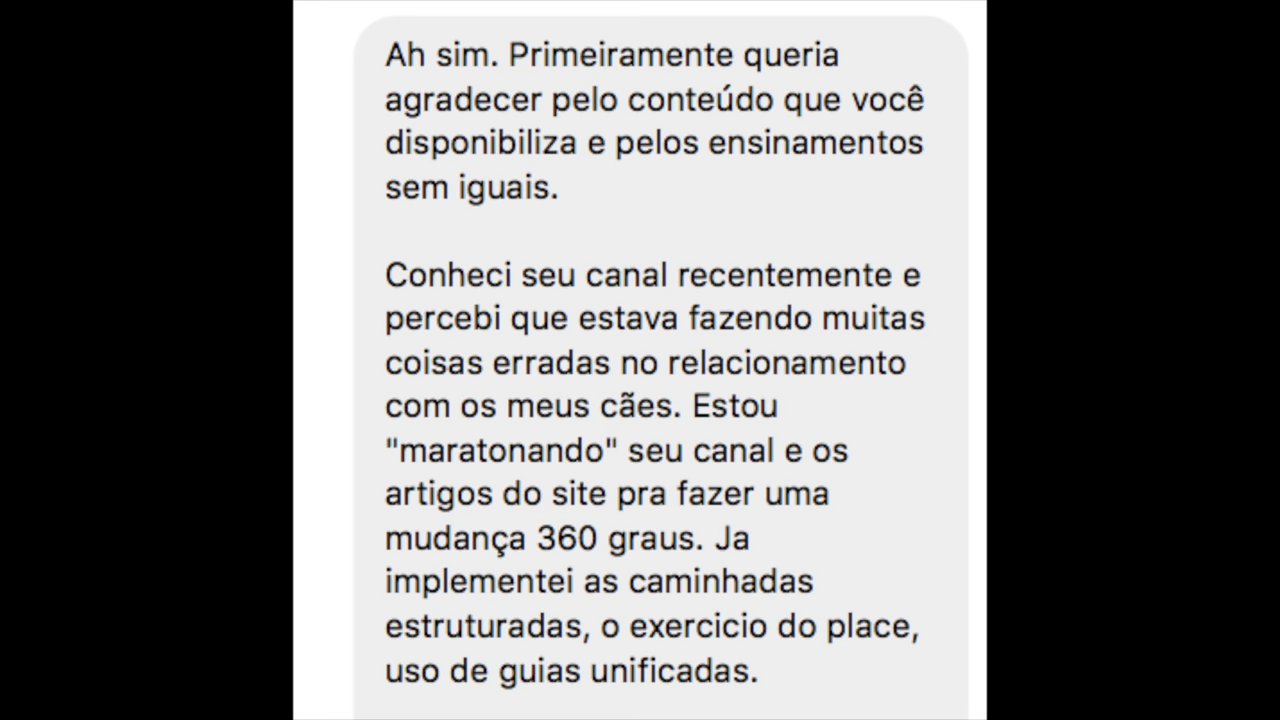 Ah sim. Primeiramente queria
agradecer pelo conteúdo que você
disponibiliza e pelos ensinamentos
sem iguais.
Conheci seu canal recentemente e
percebi que estava fazendo muitas
coisas erradas no relacionamento
com os meus cães. Estou
"maratonando" seu canal e os
artigos do site pra fazer uma
mudança 360 graus. Ja
implementei as caminhadas
estruturadas, o exercicio do place,
uso de guias unificadas.